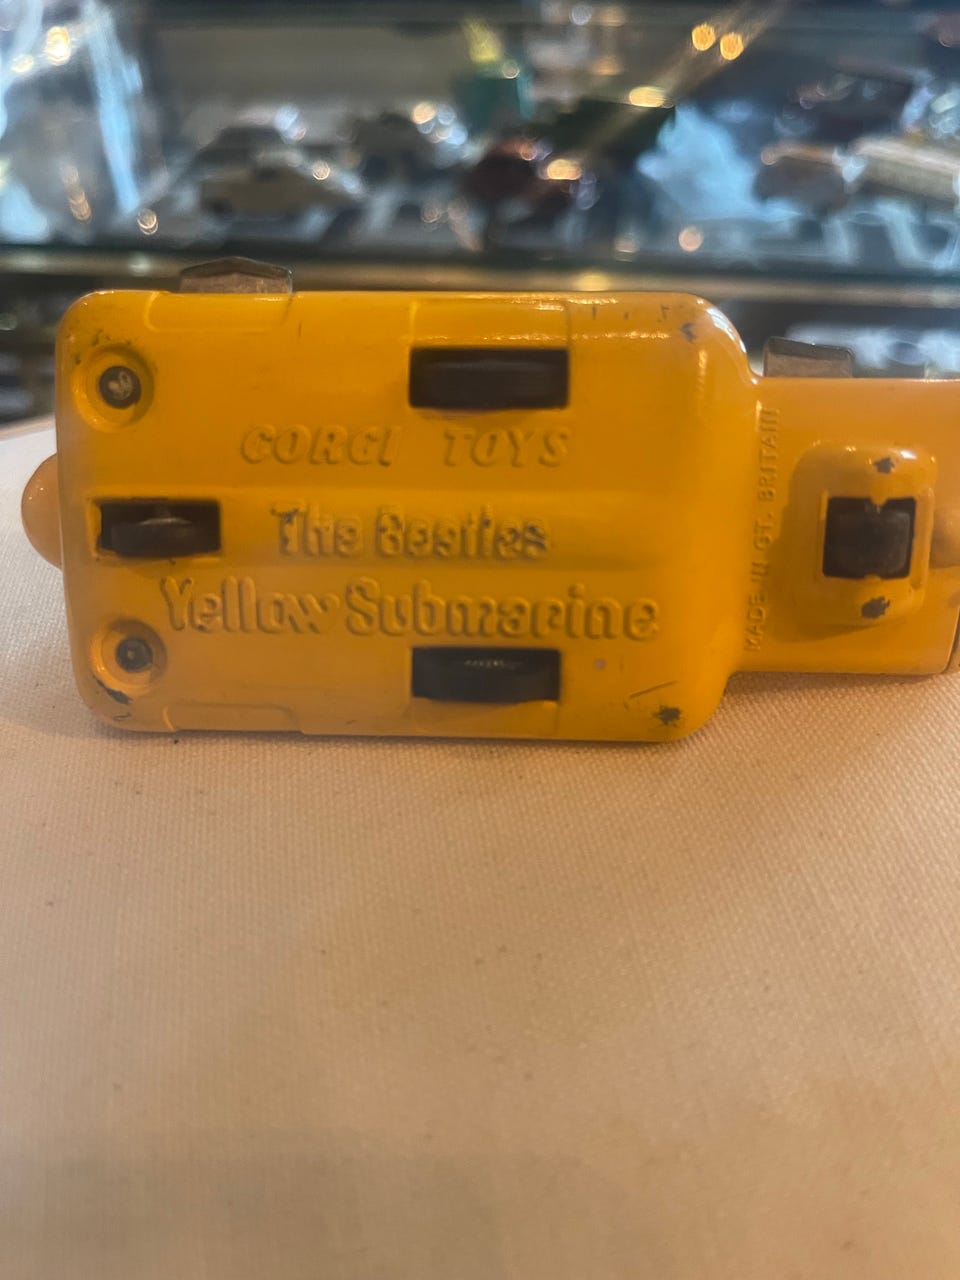 CORGI TOYS
The Beatles
Yellow Submarine
MADE IN GT. BRITAIN